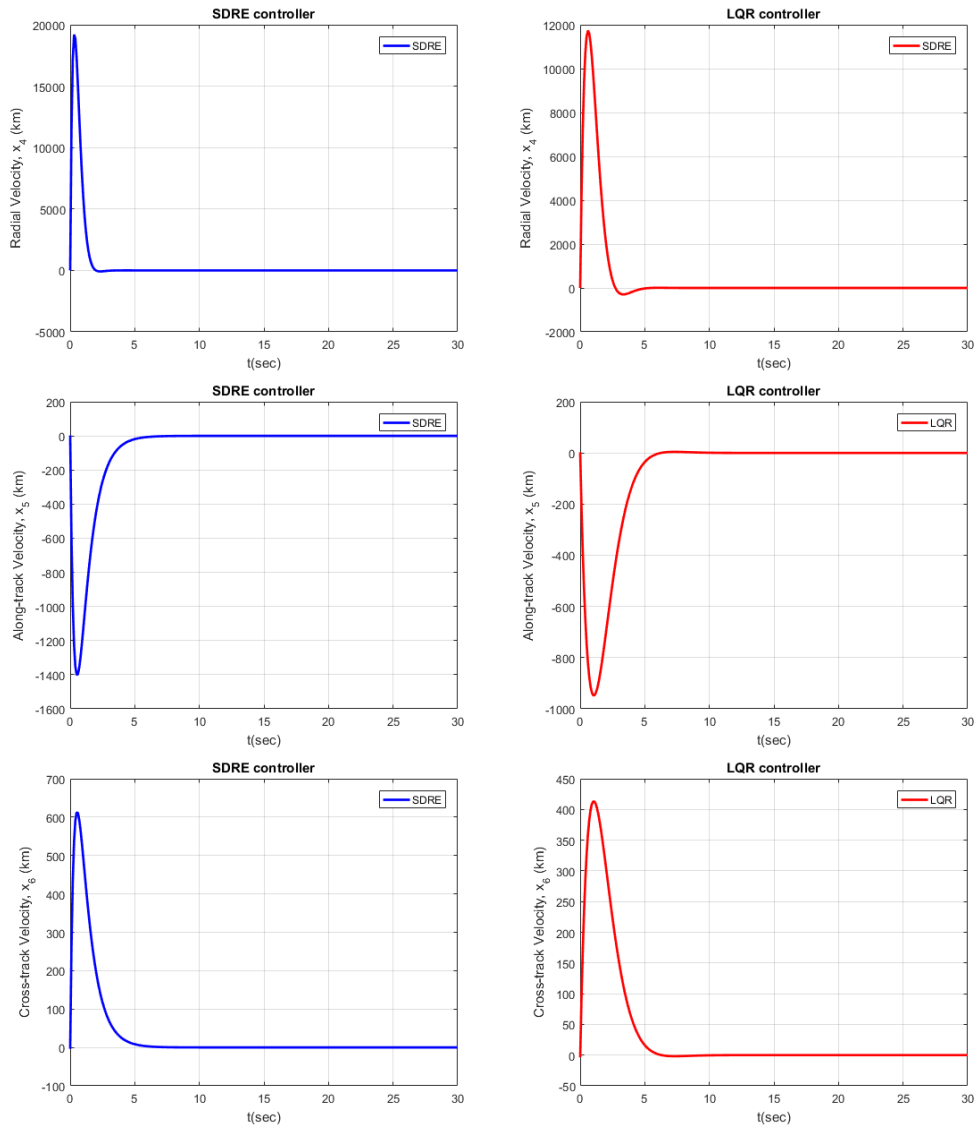 SDRE controller
SDRE
20000
15000
10000
5000
0
-5000
Radial Velocity, x4 (km)
0 5 10 15 20 25 30
t(sec)
LQR controller
SDRE
12000
10000
8000
6000
4000
2000
0
-2000
Radial Velocity, x4 (km)
0 5 10 15 20 25 30
t(sec)
SDRE controller
SDRE
200
0
-200
-400
-600
-800
-1000
-1200
-1400
-1600
Along-track Velocity, x5 (km)
0 5 10 15 20 25 30
t(sec)
LQR controller
LQR
200
0
-200
-400
-600
-800
-1000
Along-track Velocity, x5 (km)
0 5 10 15 20 25 30
t(sec)
SDRE controller
SDRE
700
600
500
400
300
200
100
0
-100
Cross-track Velocity, x6 (km)
0 5 10 15 20 25 30
t(sec)
LQR controller
LQR
450
400
350
300
250
200
150
100
50
0
-50
Cross-track Velocity, x6 (km)
0 5 10 15 20 25 30
t(sec)